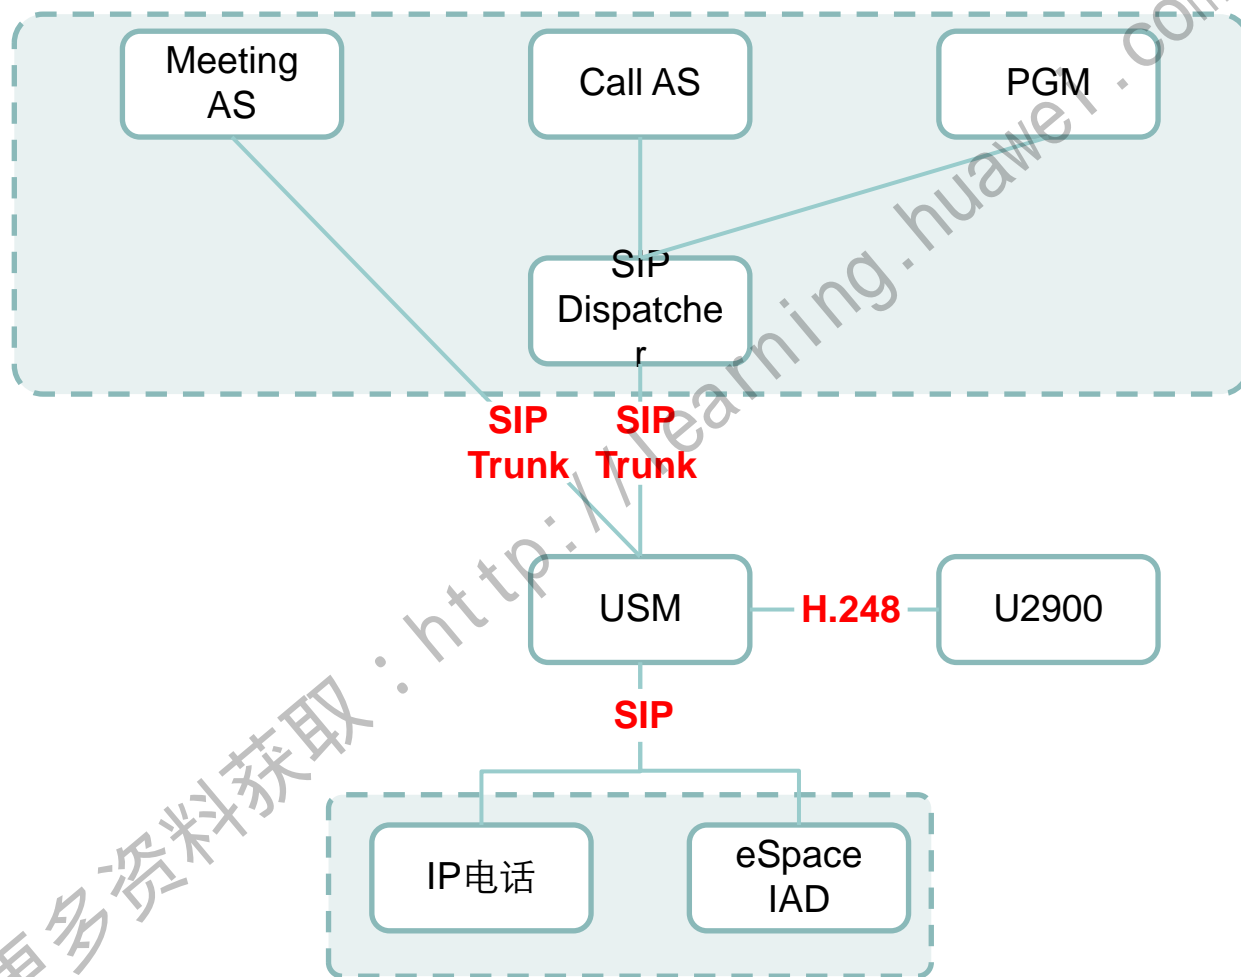 Meeting
AS
Call AS
PGM
SIP
Dispatche
r
SIP
Trunk
SIP
Trunk
USM
H.248
U2900
SIP
IP电话
eSpace
IAD
更多资料获取：http://learning.huawei.com